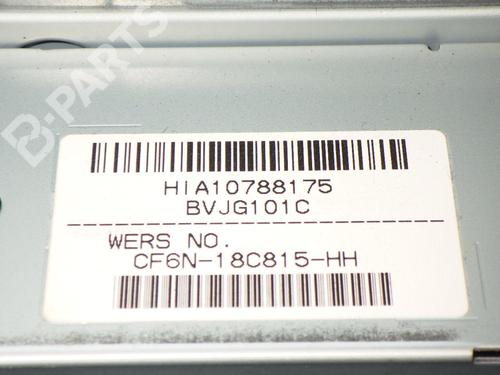 B-PARTS
HIA10788175
BVJG101C
WERS NO.
CF6N-18C815-HH